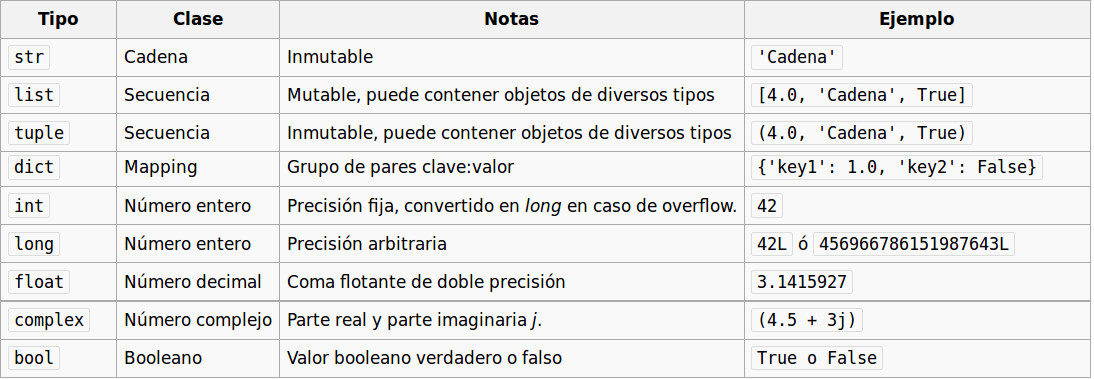 Tipo Clase Notas Ejemplo
str Cadena Inmutable 'Cadena'
list Secuencia Mutable, puede contener objetos de diversos tipos [4.0, 'Cadena', True]
tuple Secuencia Inmutable, puede contener objetos de diversos tipos (4.0, 'Cadena', True)
dict Mapping Grupo de pares clave:valor {'key1': 1.0, 'key2': False}
int Número entero Precisión fija, convertido en long en caso de overflow. 42
long Número entero Precisión arbitraria 42L ó 456966786151987643L
float Número decimal Coma flotante de doble precisión 3.1415927
complex Número complejo Parte real y parte imaginaria j. (4.5 + 3j)
bool Booleano Valor booleano verdadero o falso True o False